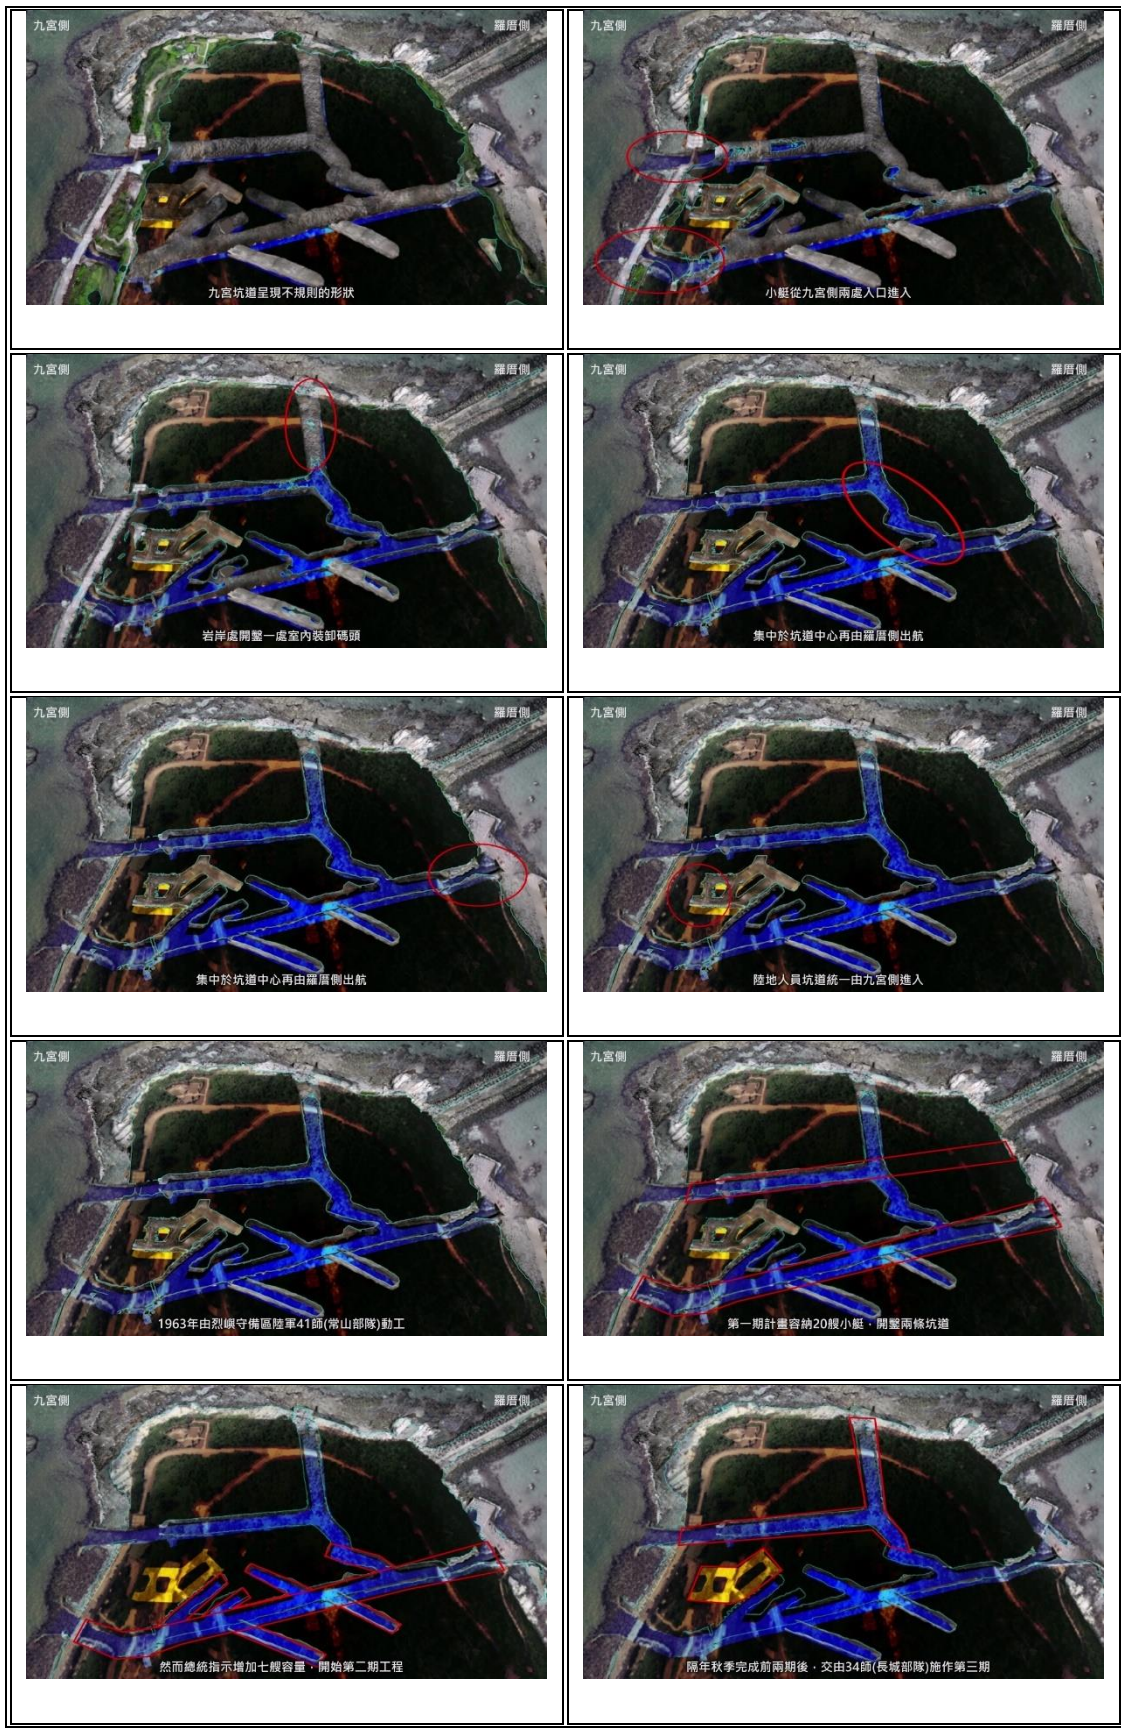 九宮側
羅厝側
九宮坑道呈現不規則的形狀
九宮側
羅厝側
小艇從九宮側兩處入口進入
九宮側
羅厝側
岩岸處開鑿一處室內裝卸碼頭
九宮側
羅厝側
集中於坑道中心再由羅厝側出航
九宮側
羅厝側
集中於坑道中心再由羅厝側出航
九宮側
羅厝側
陸地人員坑道統一由九宮側進入
九宮側
羅厝側
1963年由烈嶼守備區陸軍41師(常山部隊)動工
九宮側
羅厝側
第一期計畫容納20艘小艇，開鑿兩條坑道
九宮側
羅厝側
然而總統指示增加七艘容量，開始第二期工程
九宮側
羅厝側
隔年秋季完成前兩期後，交由34師(長城部隊)施作第三期